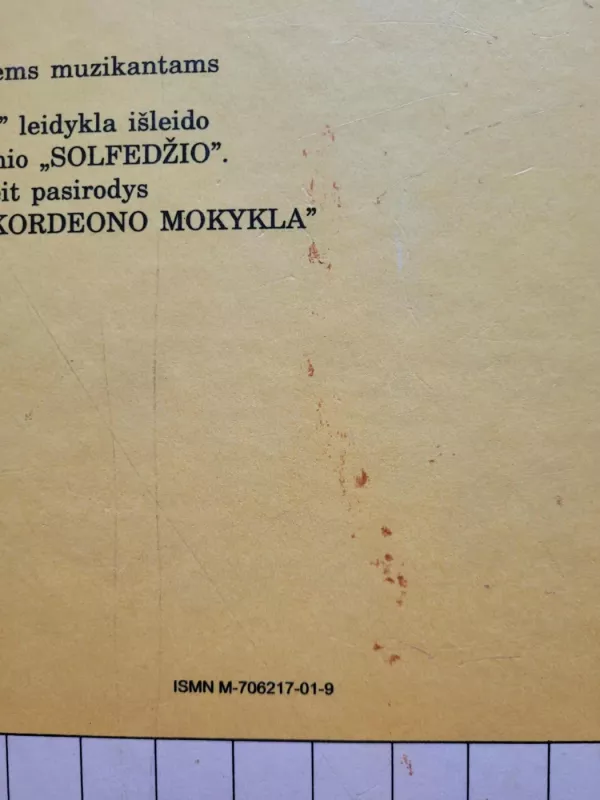 ems muzikantams
” leidykla išleido
nio „SOLFEDŽIO”.
it pasirodys
KORDEONO MOKYKLA”
ISMN M-706217-01-9